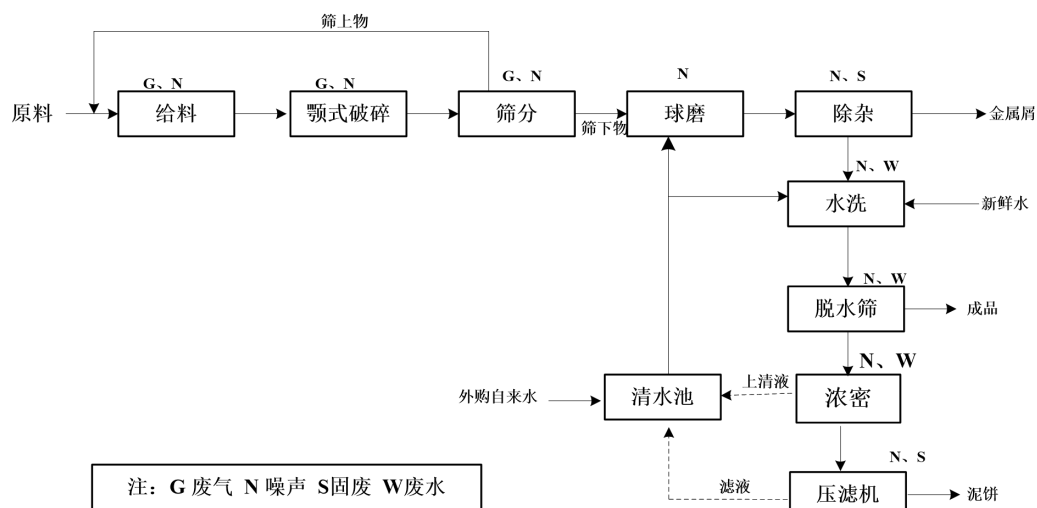 筛上物
G、N
G、N
G、N
N
N、S
原料
给料
颚式破碎
筛分
筛下物
球磨
除杂
金属屑
N、W
水洗
新鲜水
N、W
脱水筛
成品
N、W
外购自来水
清水池
上清液
浓密
N、S
滤液
压滤机
泥饼
注：G 废气 N 噪声 S固废 W废水